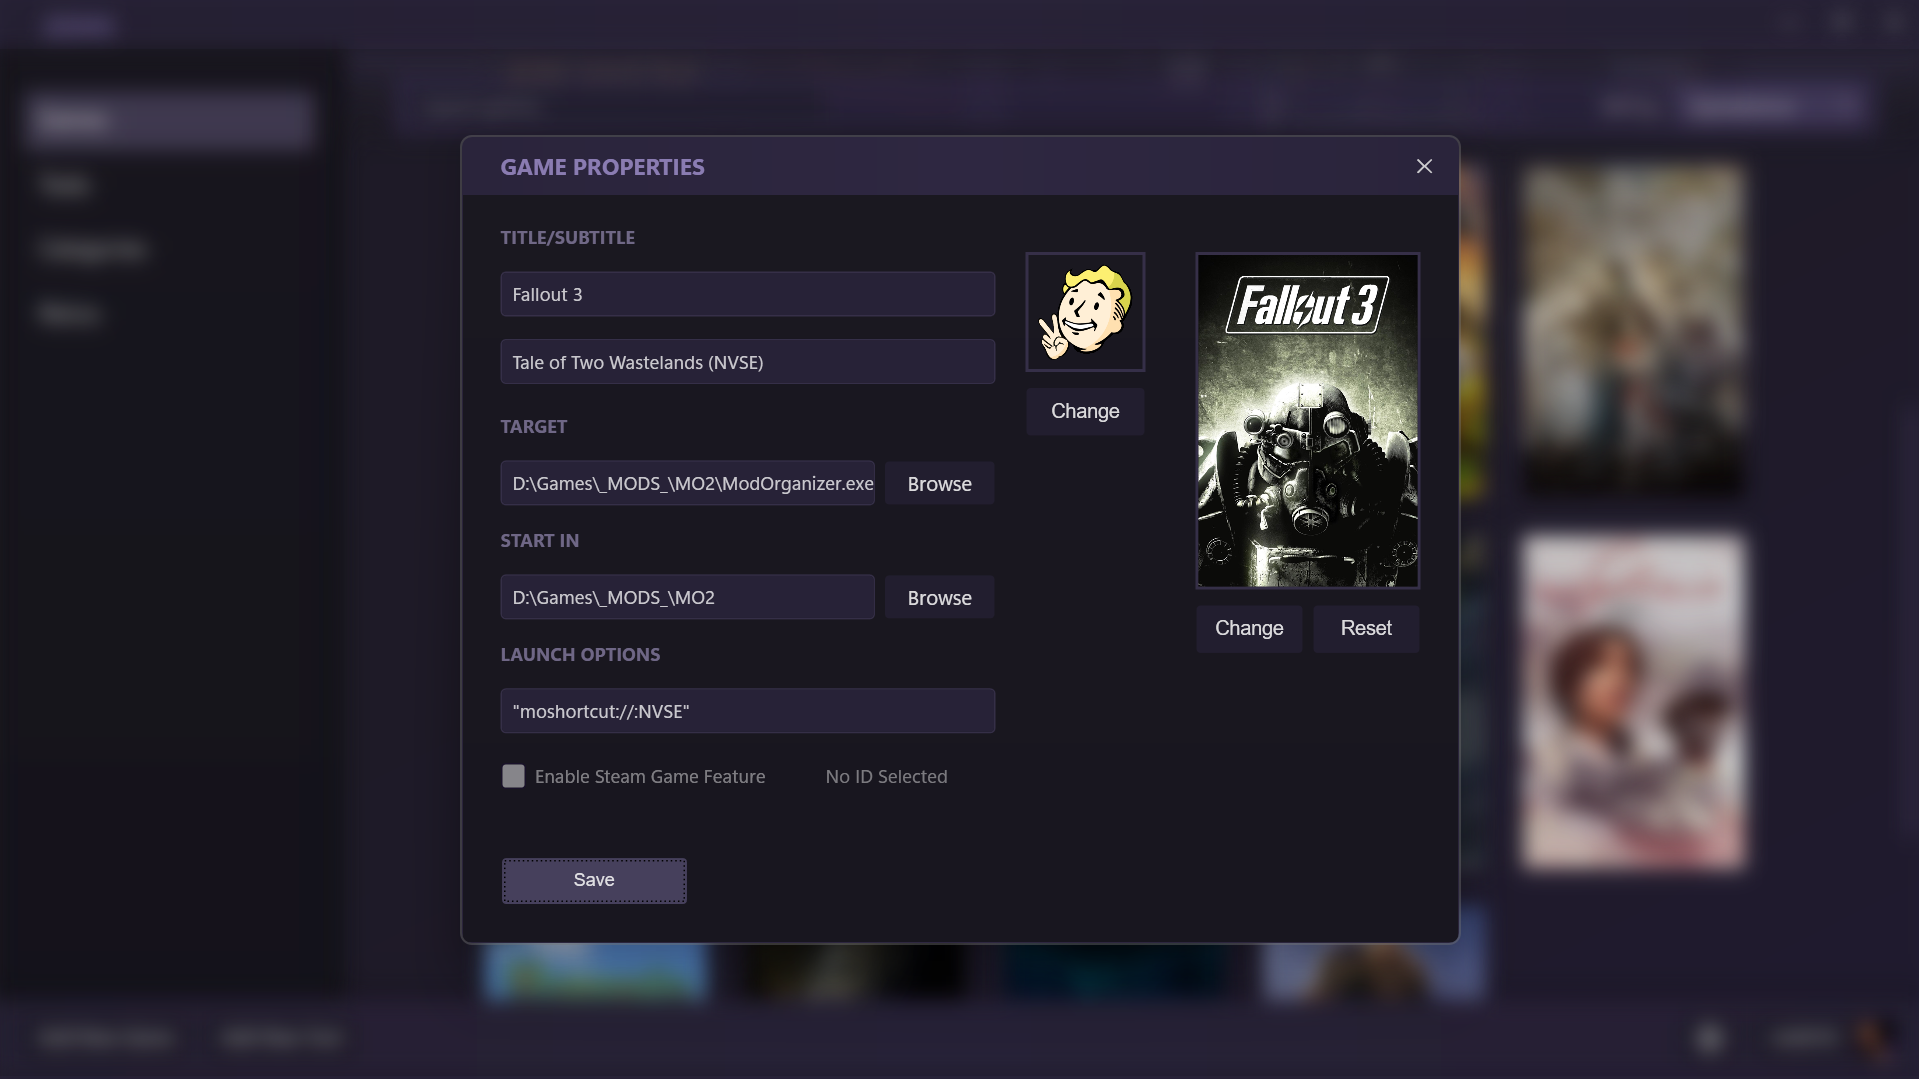 GAME PROPERTIES
TITLE/SUBTITLE
Fallout 3
Tale of Two Wastelands (NVSE)
Change
Fallout 3
TARGET
D:\Games\_MODS_\MO2\ModOrganizer.exe
Browse
START IN
D:\Games\_MODS_\MO2
Browse
Change
Reset
LAUNCH OPTIONS
"moshortcut://:NVSE"
Enable Steam Game Feature
No ID Selected
Save